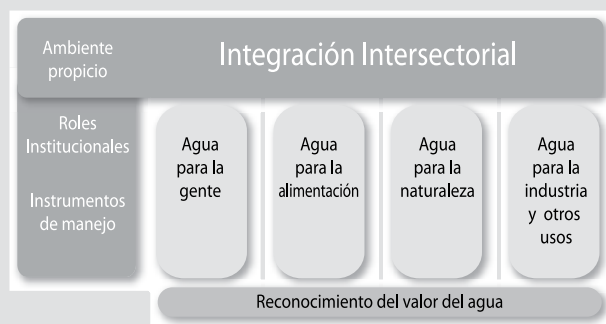 Ambiente
propicio
Integración Intersectorial
Roles
Institucionales
Instrumentos
de manejo
Agua
para la
gente
Agua
para la
alimentación
Agua
para la
naturaleza
Agua
para la
industria
y otros
usos
Reconocimiento del valor del agua